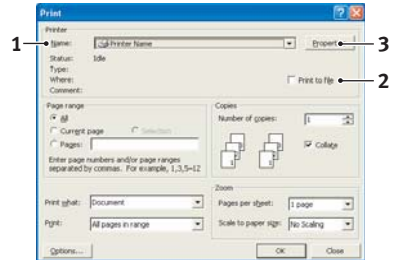 Print
Printer
1 Name: Printer Name Propert 3
Status: Idle
Type:
Where: Print to file 2
Comment:
Page range
All
Current page Selection
Pages:
Enter page numbers and/or page ranges
separated by commas. For example, 1,3,5-12
Copies
Number of copies: 1
Collate
Print what: Document
Print: All pages in range
Zoom
Pages per sheet: 1 page
Scale to paper size: No Scaling
Options... OK Close